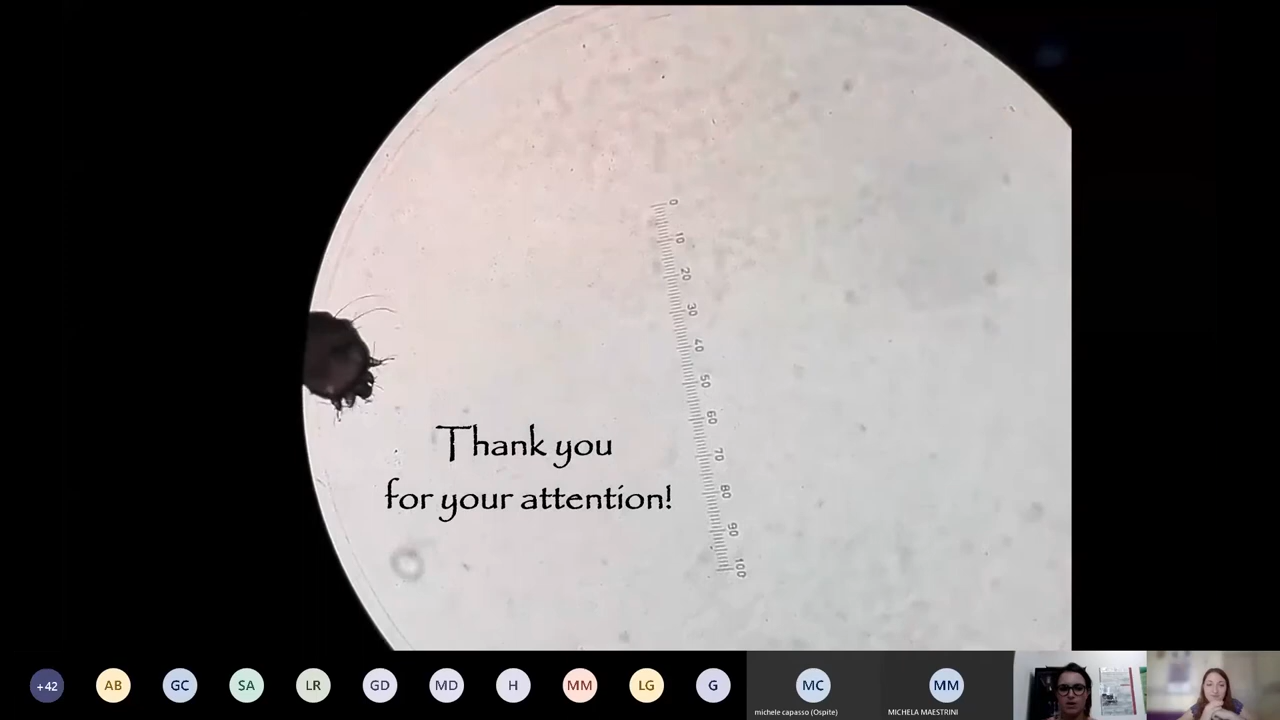 0
10
20
30
40
50
60
70
80
90
100
Thank you
for your attention!
+42
AB
GC
SA
LR
GD
MD
H
MM
LG
G
MC
michele capasso (Ospite)
MM
MICHELA MAESTRINI